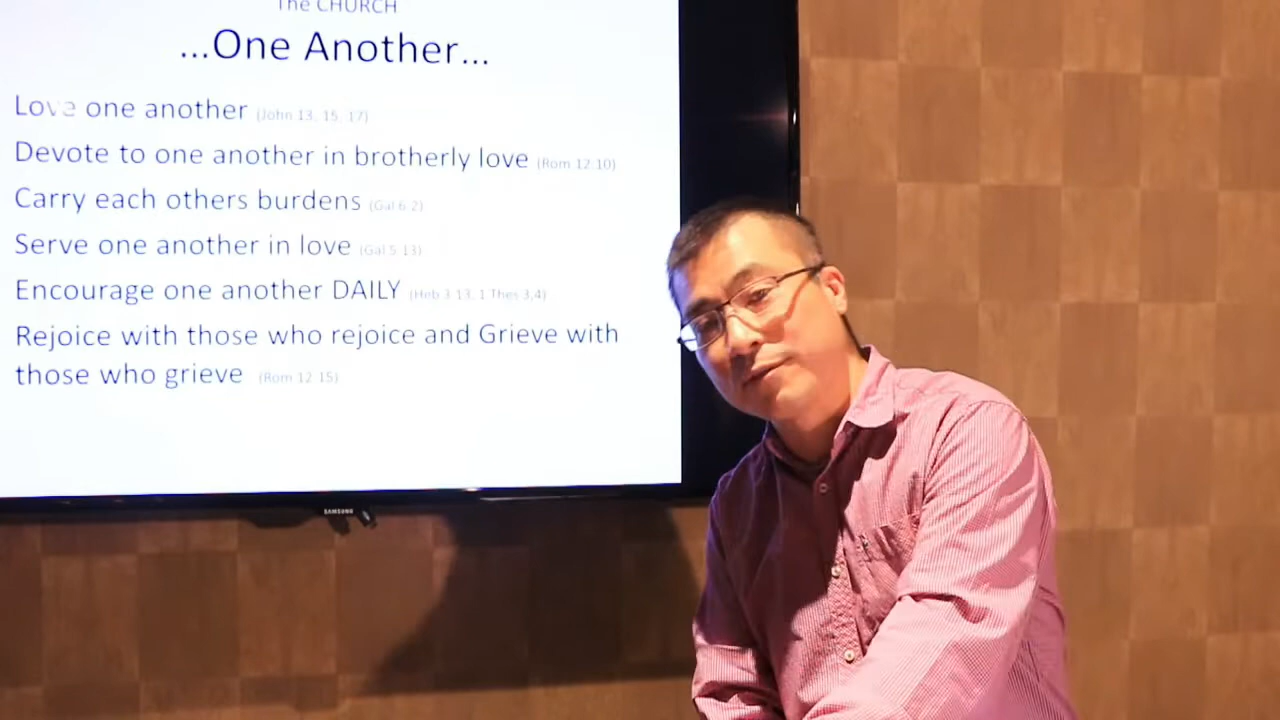 The CHURCH
...One Another...
Love one another (John 13, 15, 17)
Devote to one another in brotherly love (Rom 12:10)
Carry each others burdens (Gal 6:2)
Serve one another in love (Gal 5:13)
Encourage one another DAILY (Heb 3:13, 1 Thes 3,4)
Rejoice with those who rejoice and Grieve with
those who grieve (Rom 12:15)
SAMSUNG